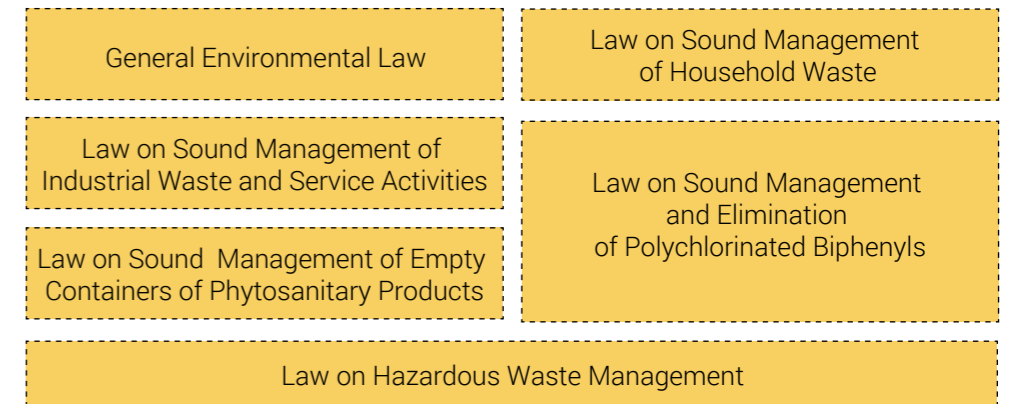 General Environmental Law
Law on Sound Management
of Household Waste
Law on Sound Management of
Industrial Waste and Service Activities
Law on Sound Management
and Elimination
of Polychlorinated Biphenyls
Law on Sound Management of Empty
Containers of Phytosanitary Products
Law on Hazardous Waste Management